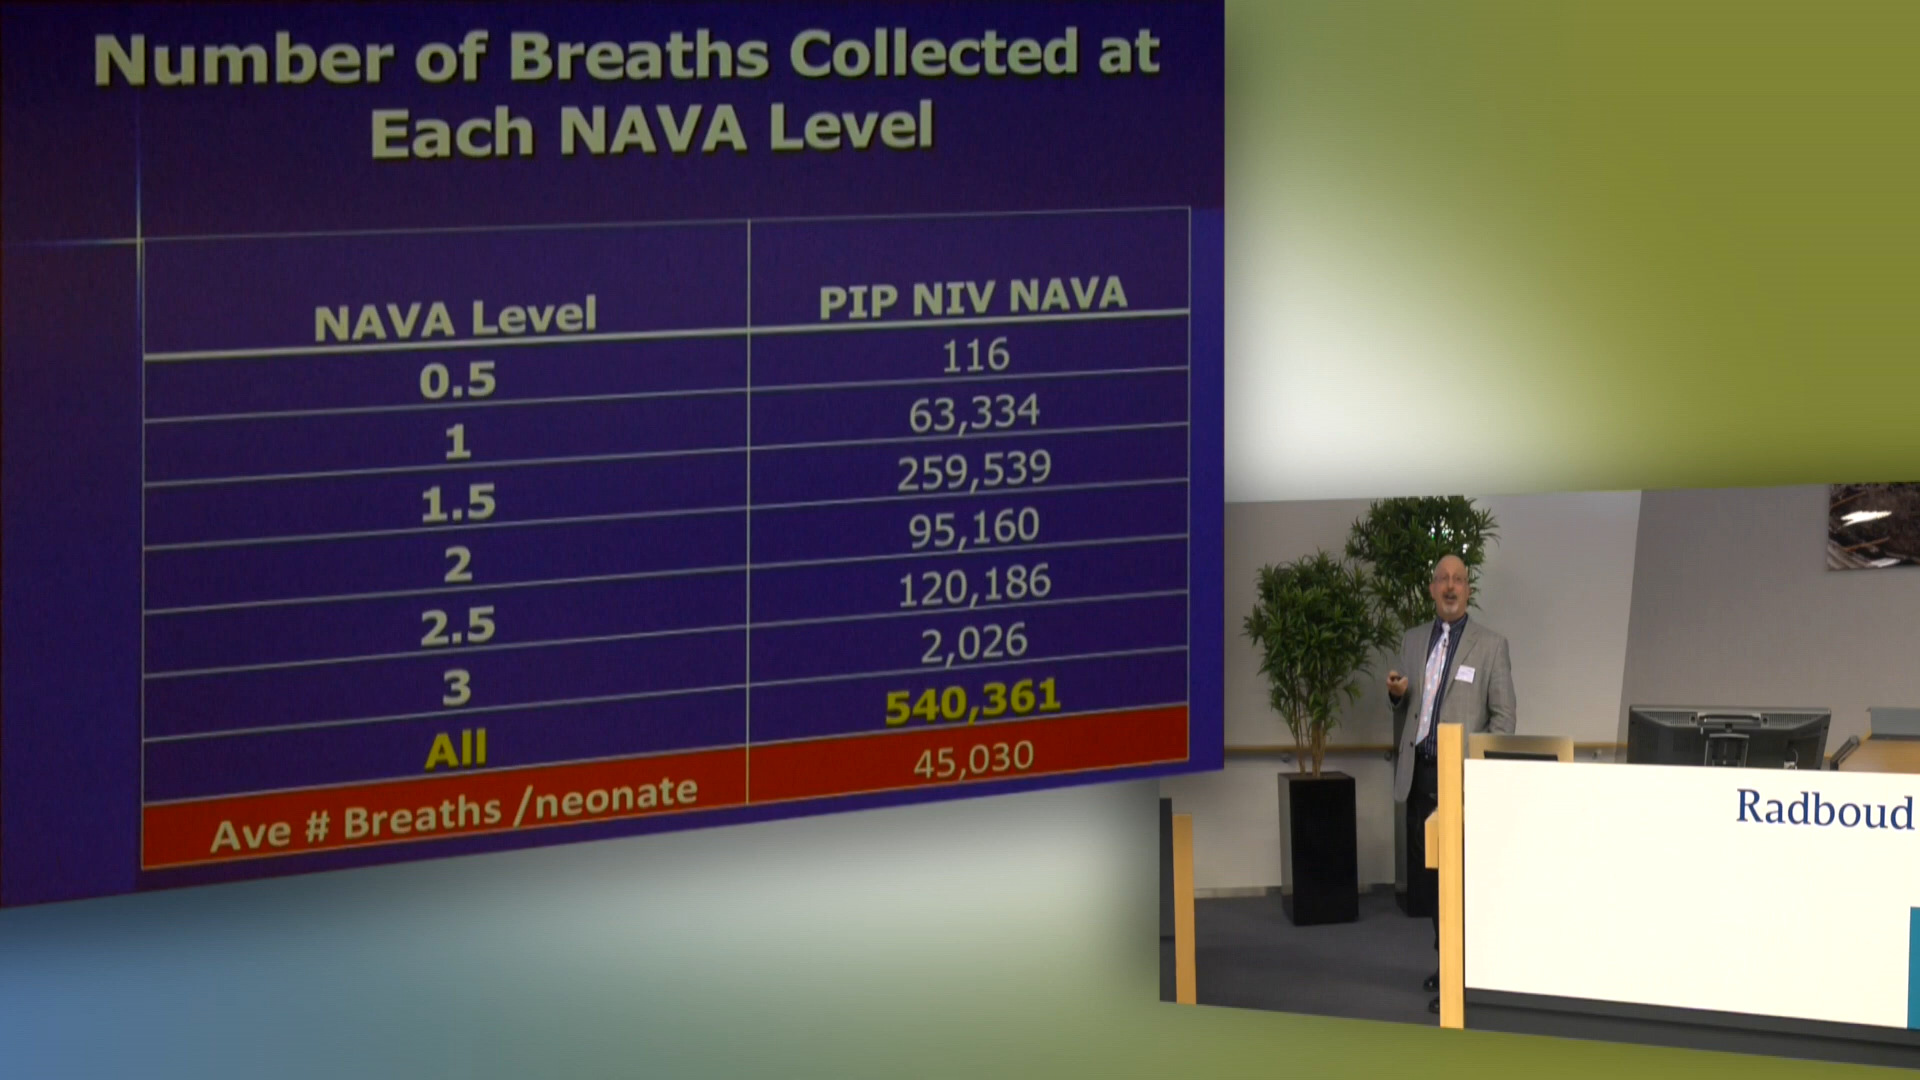 Number of Breaths Collected at
Each NAVA Level
NAVA Level PIP NIV NAVA
0.5 116
1 63,334
1.5 259,539
2 95,160
2.5 120,186
3 2,026
All 540,361
Ave # Breaths /neonate 45,030
Radboud